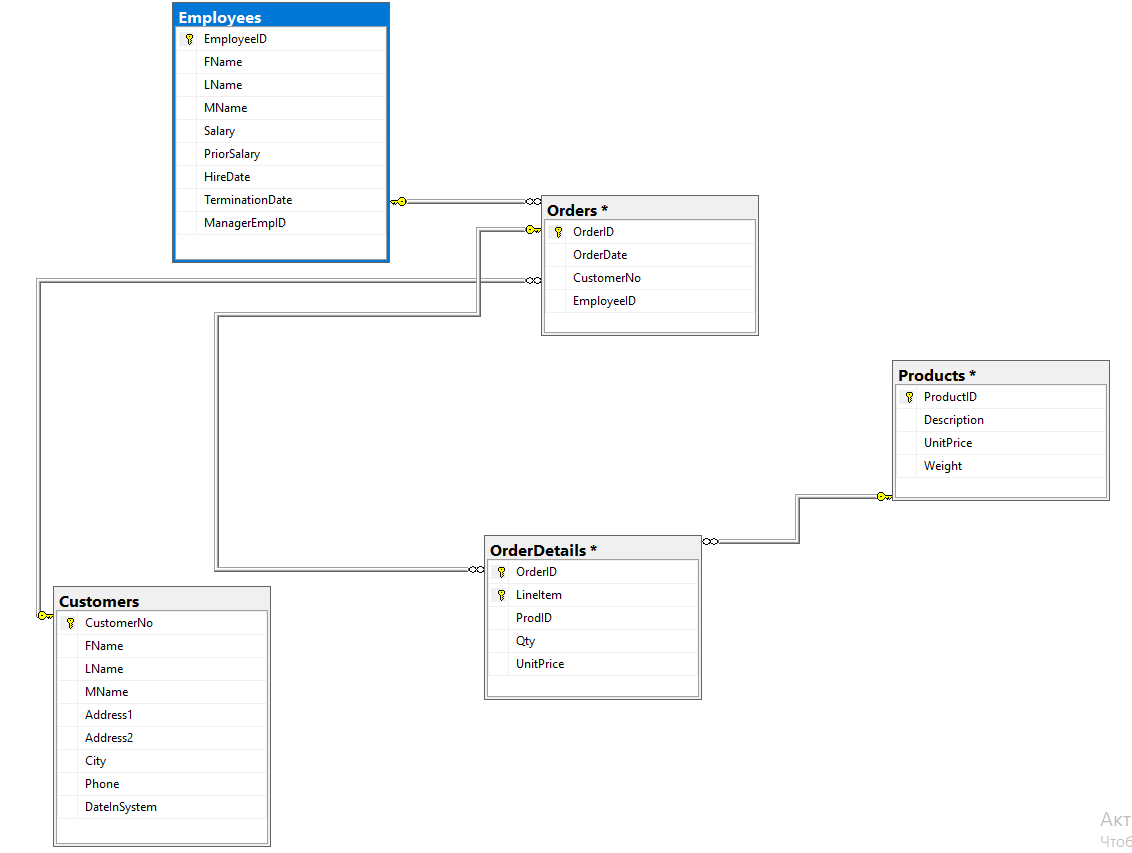 Employees
EmployeeID
FName
LName
MName
Salary
PriorSalary
HireDate
TerminationDate
ManagerEmpID
Orders *
OrderID
OrderDate
CustomerNo
EmployeeID
Products *
ProductID
Description
UnitPrice
Weight
OrderDetails *
OrderID
LineItem
ProdID
Qty
UnitPrice
Customers
CustomerNo
FName
LName
MName
Address1
Address2
City
Phone
DateInSystem
Акт
Чтоб